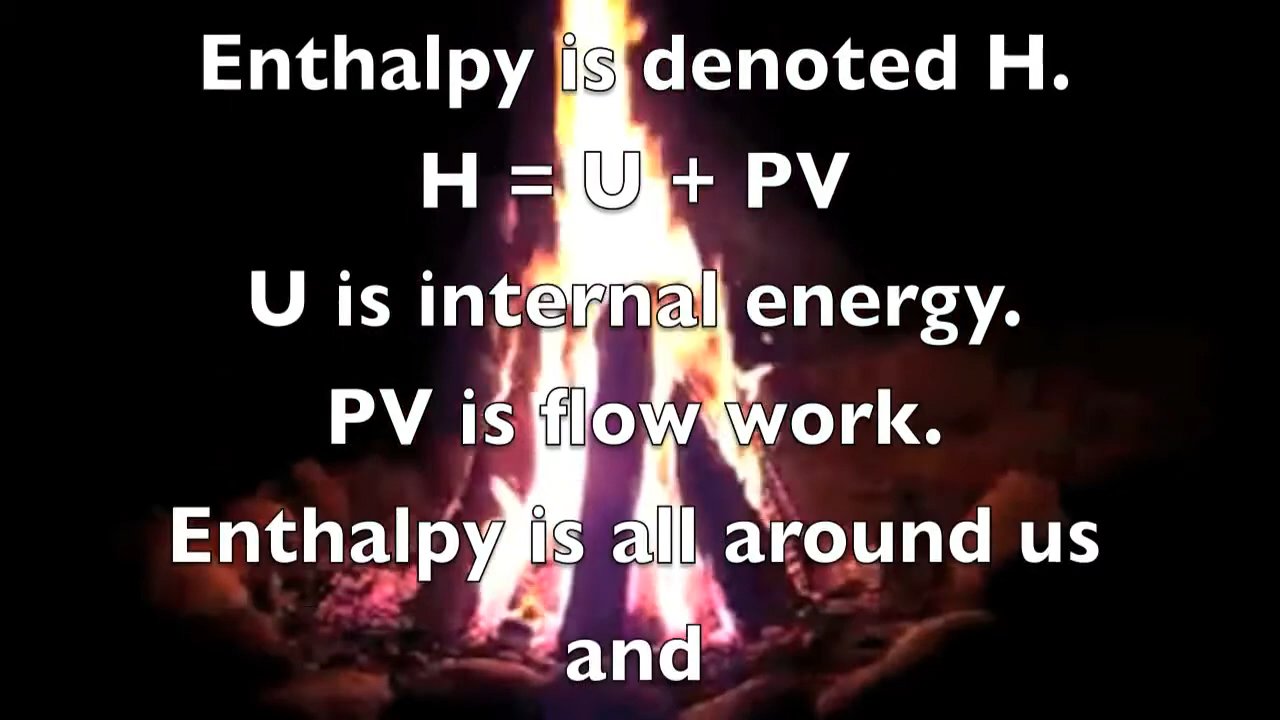 Enthalpy is denoted H.
H = U + PV
U is internal energy.
PV is flow work.
Enthalpy is all around us
and